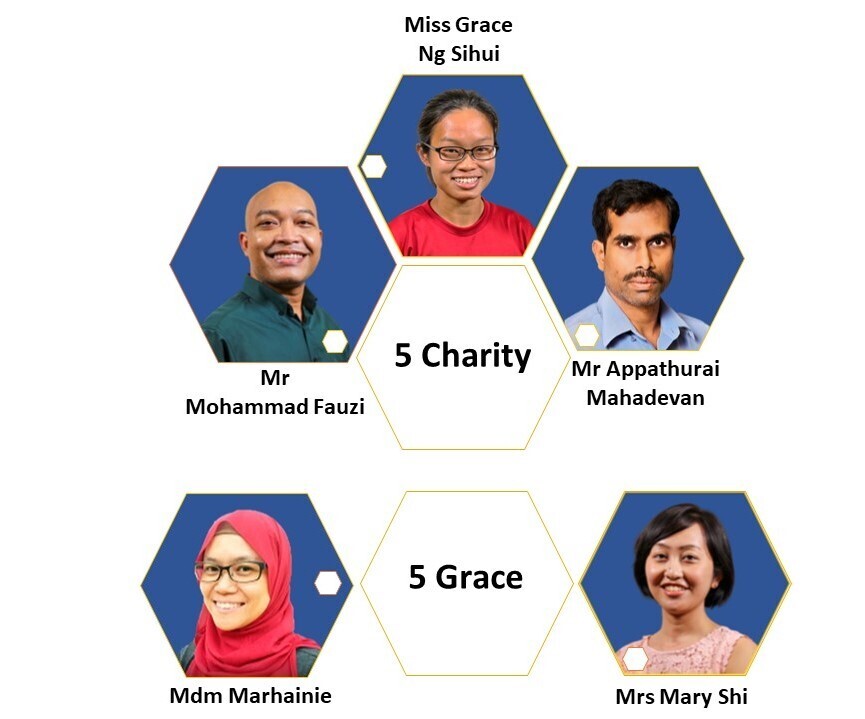 Miss Grace
Ng Sihui
5 Charity
Mr
Mohammad Fauzi
Mr Appathurai
Mahadevan
5 Grace
Mdm Marhainie
Mrs Mary Shi